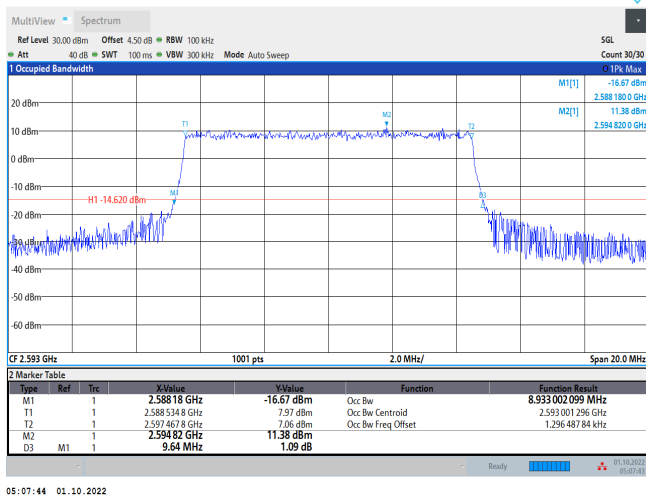 MultiView Spectrum
Ref Level 30.00 dBm Offset 4.50 dB RBW 100 kHz SGL
Att 40 dB SWT 100 ms VBW 300 kHz Mode Auto Sweep Count 30/30
1 Occupied Bandwidth 1Pk Max
M1[1] -16.67 dBm
2.588 180 0 GHz
M2[1] 11.38 dBm
2.594 820 0 GHz
20 dBm
M2
T1
T2
10 dBm
0 dBm
-10 dBm
M1
D3
H1 -14.620 dBm
-20 dBm
-30 dBm
-40 dBm
-50 dBm
-60 dBm
CF 2.593 GHz 1001 pts 2.0 MHz/ Span 20.0 MHz
2 Marker Table
Type Ref Trc X-Value Y-Value Function Function Result
M1 1 2.588 18 GHz -16.67 dBm Occ Bw 8.933 002 099 MHz
T1 1 2.588 534 8 GHz 7.97 dBm Occ Bw Centroid 2.593 001 296 GHz
T2 1 2.597 467 8 GHz 7.06 dBm Occ Bw Freq Offset 1.296 487 84 kHz
M2 1 2.594 82 GHz 11.38 dBm
D3 M1 1 9.64 MHz 1.09 dB
Ready 01.10.2022
05:07:43
05:07:44 01.10.2022